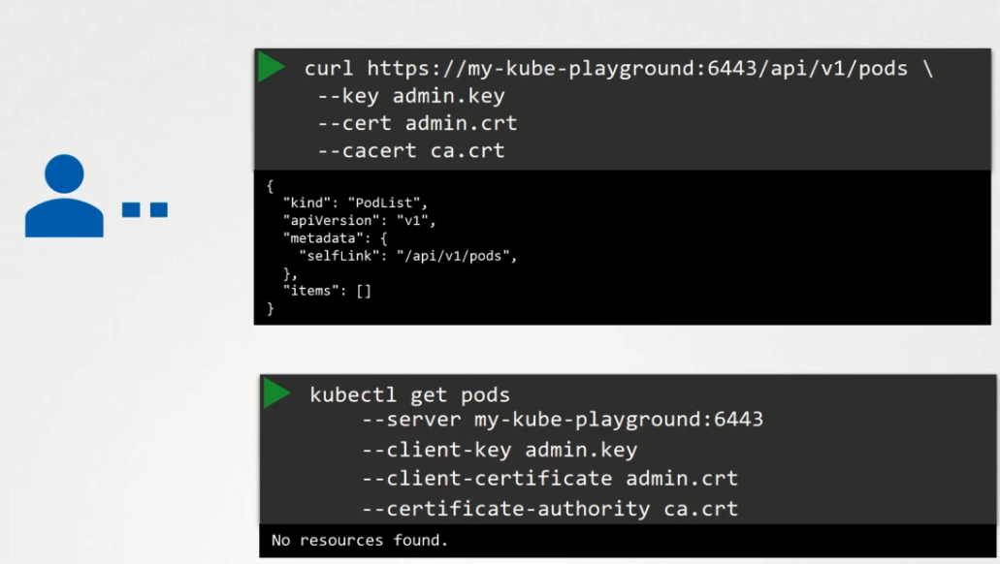 curl https://my-kube-playground:6443/api/v1/pods \
--key admin.key
--cert admin.crt
--cacert ca.crt
{
"kind": "PodList",
"apiVersion": "v1",
"metadata": {
"selfLink": "/api/v1/pods",
},
"items": []
}
kubectl get pods
--server my-kube-playground:6443
--client-key admin.key
--client-certificate admin.crt
--certificate-authority ca.crt
No resources found.